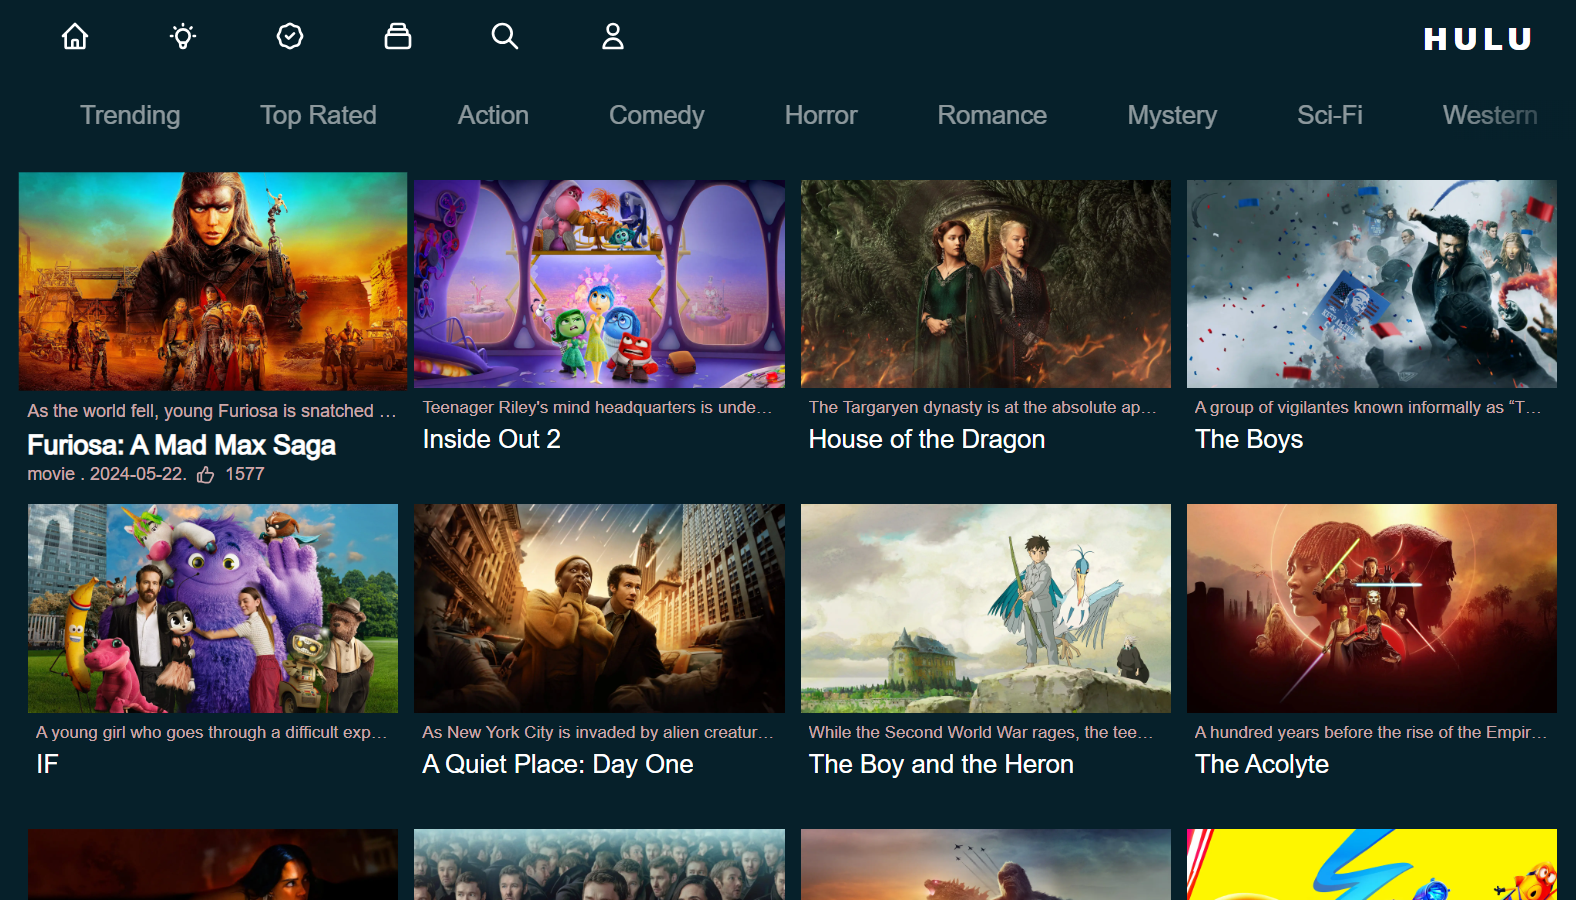 HULU
Trending Top Rated Action Comedy Horror Romance Mystery Sci-Fi Western
As the world fell, young Furiosa is snatched …
Furiosa: A Mad Max Saga
movie . 2024-05-22. 1577
Teenager Riley's mind headquarters is unde…
Inside Out 2
The Targaryen dynasty is at the absolute ap…
House of the Dragon
A group of vigilantes known informally as “T…
The Boys
A young girl who goes through a difficult exp…
IF
As New York City is invaded by alien creatur…
A Quiet Place: Day One
While the Second World War rages, the tee…
The Boy and the Heron
A hundred years before the rise of the Empir…
The Acolyte